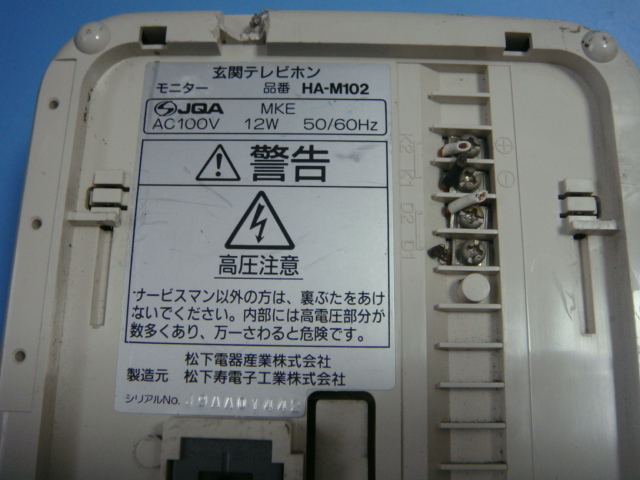 玄関テレビホン
モニター 品番 HA-M102
JQA MKE
AC100V 12W 50/60Hz
警告
高圧注意
サービスマン以外の方は、裏ぶたをあけ
ないでください。内部には高電圧部分が
数多くあり、万一さわると危険です。
松下電器産業株式会社
製造元 松下寿電子工業株式会社
シリアルNo.
K2 ⊕
K1 ⊖
D2
D1